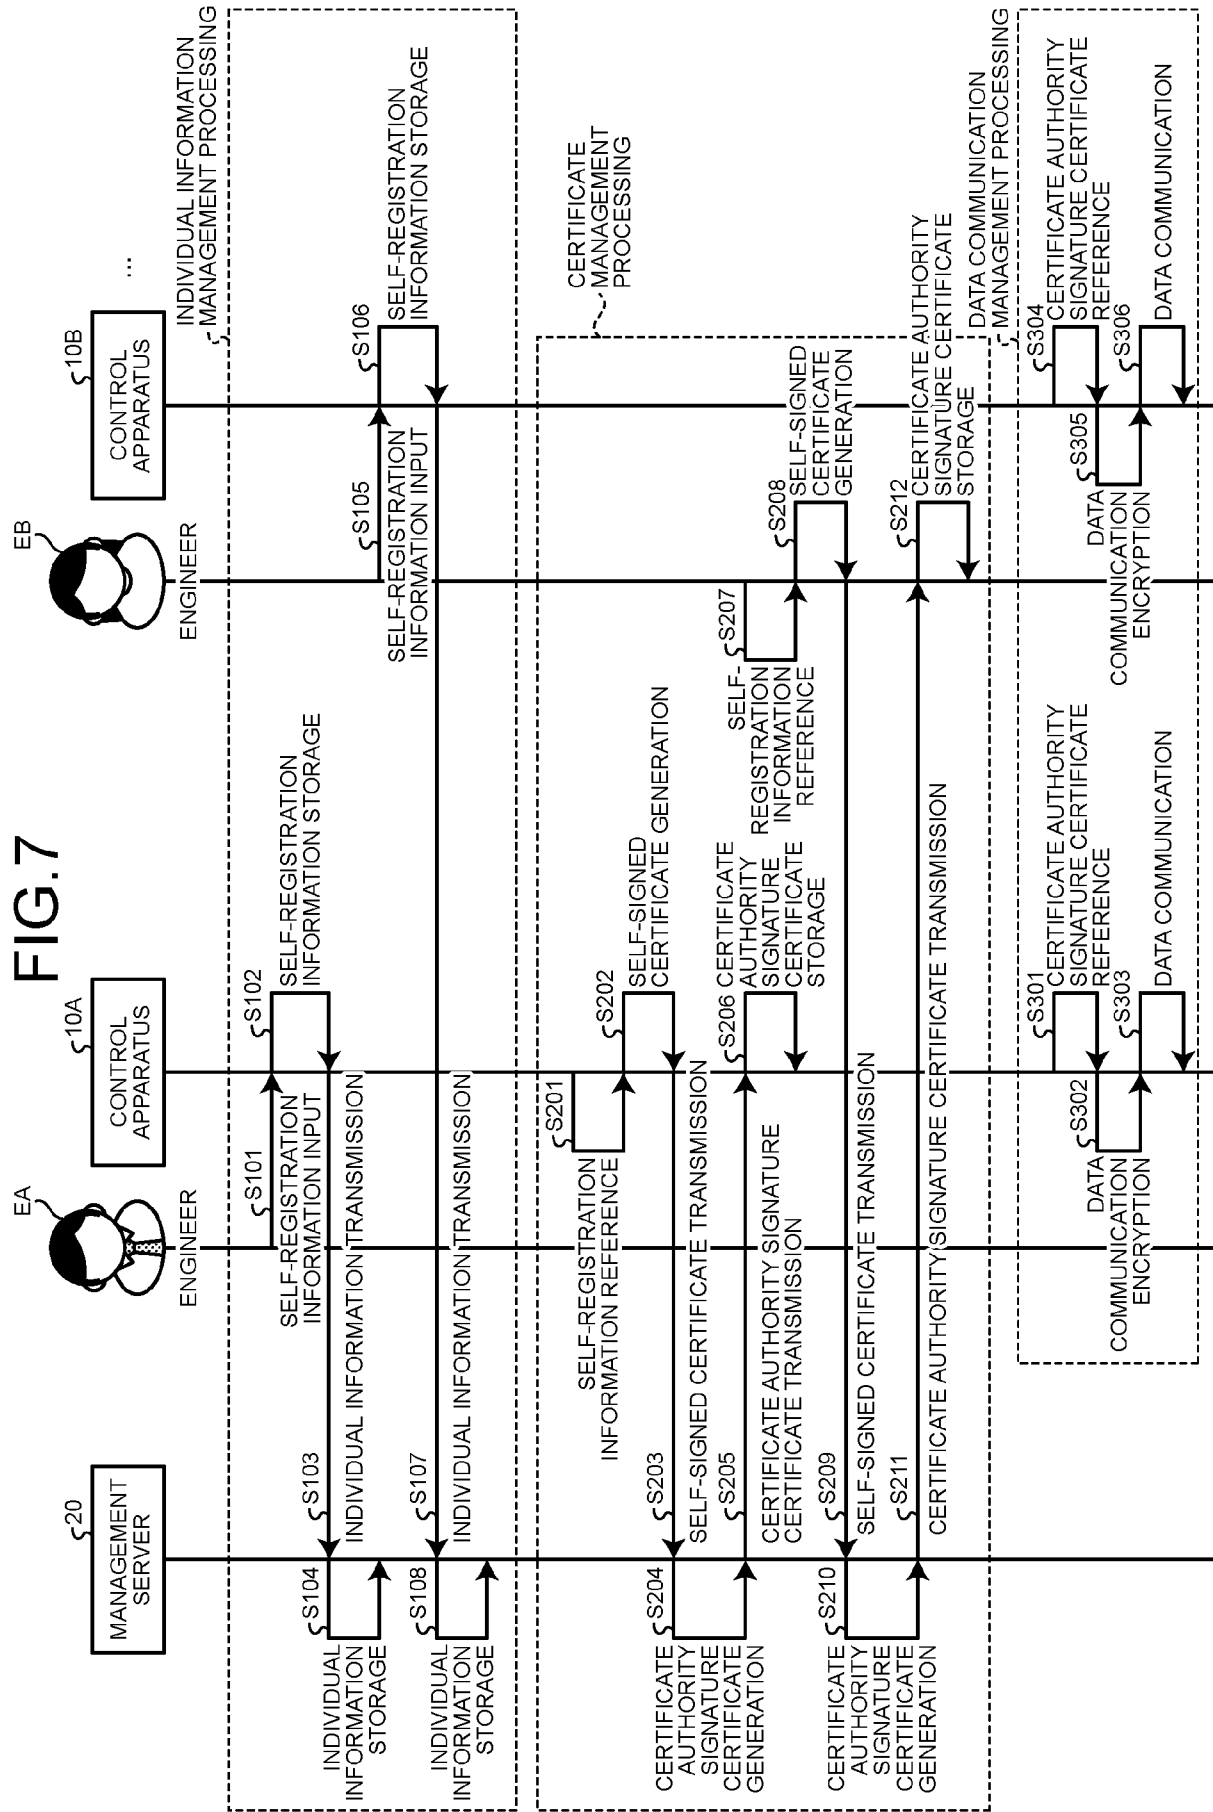 FIG.7
20
MANAGEMENT
SERVER
EA
ENGINEER
10A
CONTROL
APPARATUS
EB
ENGINEER
10B
CONTROL
APPARATUS
...
INDIVIDUAL INFORMATION
MANAGEMENT PROCESSING
S101
SELF-REGISTRATION
INFORMATION INPUT
S102
SELF-REGISTRATION
INFORMATION STORAGE
S103
INDIVIDUAL INFORMATION TRANSMISSION
S104
INDIVIDUAL
INFORMATION
STORAGE
S105
SELF-REGISTRATION
INFORMATION INPUT
S106
SELF-REGISTRATION
INFORMATION STORAGE
S107
INDIVIDUAL INFORMATION TRANSMISSION
S108
INDIVIDUAL
INFORMATION
STORAGE
CERTIFICATE
MANAGEMENT
PROCESSING
S201
SELF-REGISTRATION
INFORMATION REFERENCE
S202
SELF-SIGNED
CERTIFICATE GENERATION
S203
SELF-SIGNED CERTIFICATE TRANSMISSION
S204
CERTIFICATE
AUTHORITY
SIGNATURE
CERTIFICATE
GENERATION
S205
CERTIFICATE AUTHORITY SIGNATURE
CERTIFICATE TRANSMISSION
S206
CERTIFICATE
AUTHORITY
SIGNATURE
CERTIFICATE
STORAGE
S207
SELF-
REGISTRATION
INFORMATION
REFERENCE
S208
SELF-SIGNED
CERTIFICATE
GENERATION
S209
SELF-SIGNED CERTIFICATE TRANSMISSION
S210
CERTIFICATE
AUTHORITY
SIGNATURE
CERTIFICATE
GENERATION
S211
CERTIFICATE AUTHORITY SIGNATURE CERTIFICATE TRANSMISSION
S212
CERTIFICATE AUTHORITY
SIGNATURE CERTIFICATE
STORAGE
DATA COMMUNICATION
MANAGEMENT PROCESSING
S301
CERTIFICATE AUTHORITY
SIGNATURE CERTIFICATE
REFERENCE
S302
DATA
COMMUNICATION
ENCRYPTION
S303
DATA COMMUNICATION
S304
CERTIFICATE AUTHORITY
SIGNATURE CERTIFICATE
REFERENCE
S305
DATA
COMMUNICATION
ENCRYPTION
S306
DATA COMMUNICATION